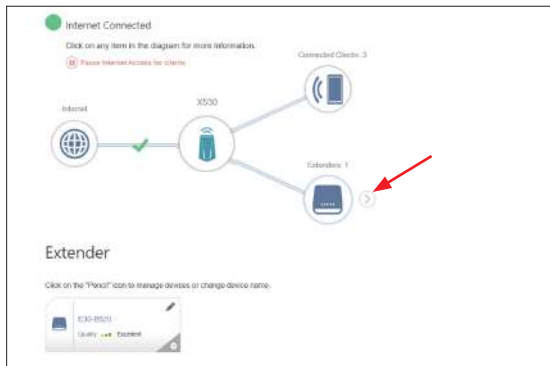 Internet Connected
Click on any item in the diagram for more information.
Pause Internet Access for clients
Connected Clients: 3
Internet
X530
Extenders: 1
Extender
Click on the "Pencil" icon to manage devices or change device name.
Quality: Excellent